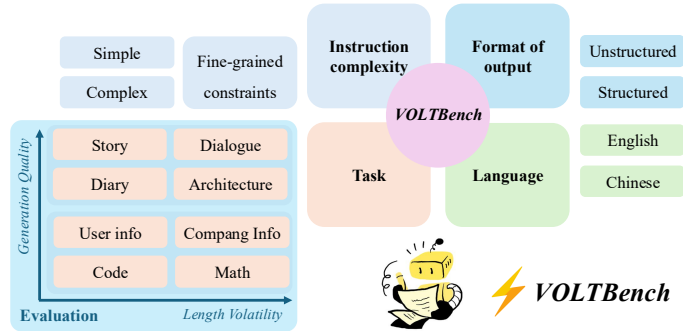 Simple
Complex
Fine-grained
constraints
Instruction
complexity
Format of
output
Unstructured
Structured
VOLTBench
Task
Language
English
Chinese
Generation Quality
Story
Dialogue
Diary
Architecture
User info
Compang Info
Code
Math
Evaluation
Length Volatility
VOLTBench